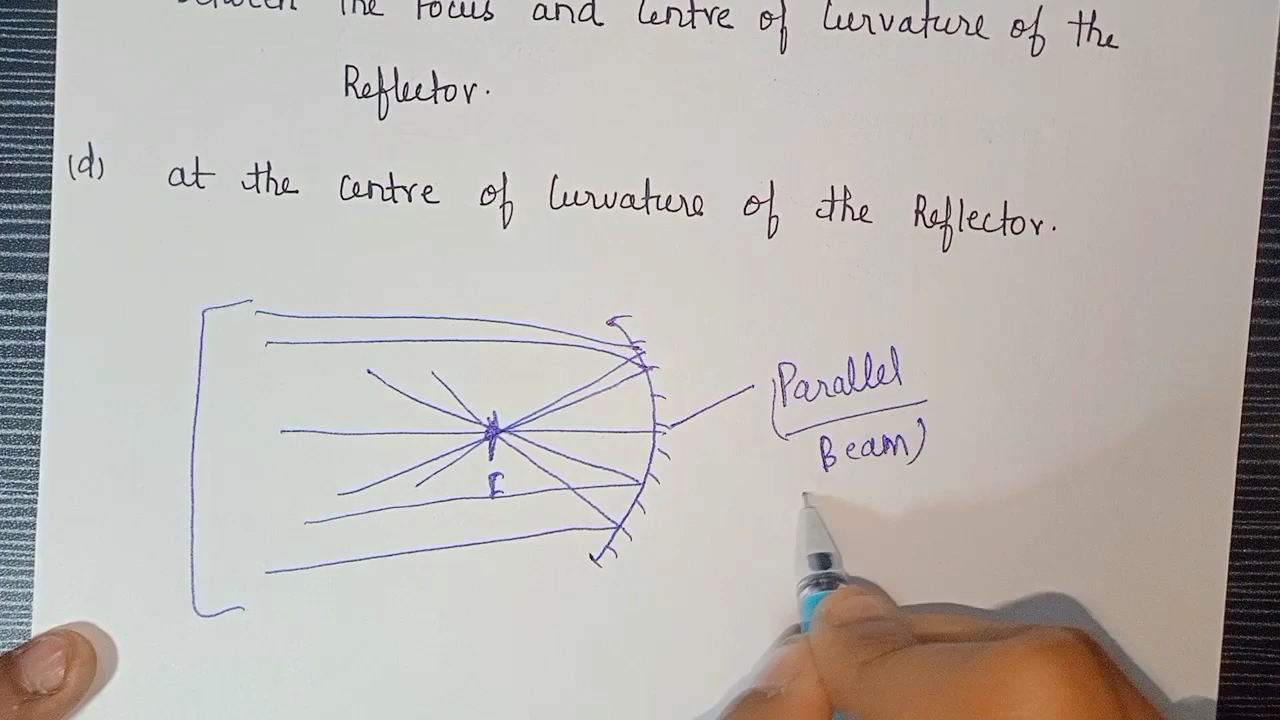 between the Focus and Centre of Curvature of the
Reflector.
(d) at the centre of Curvature of the Reflector.
(Parallel
Beam)
F